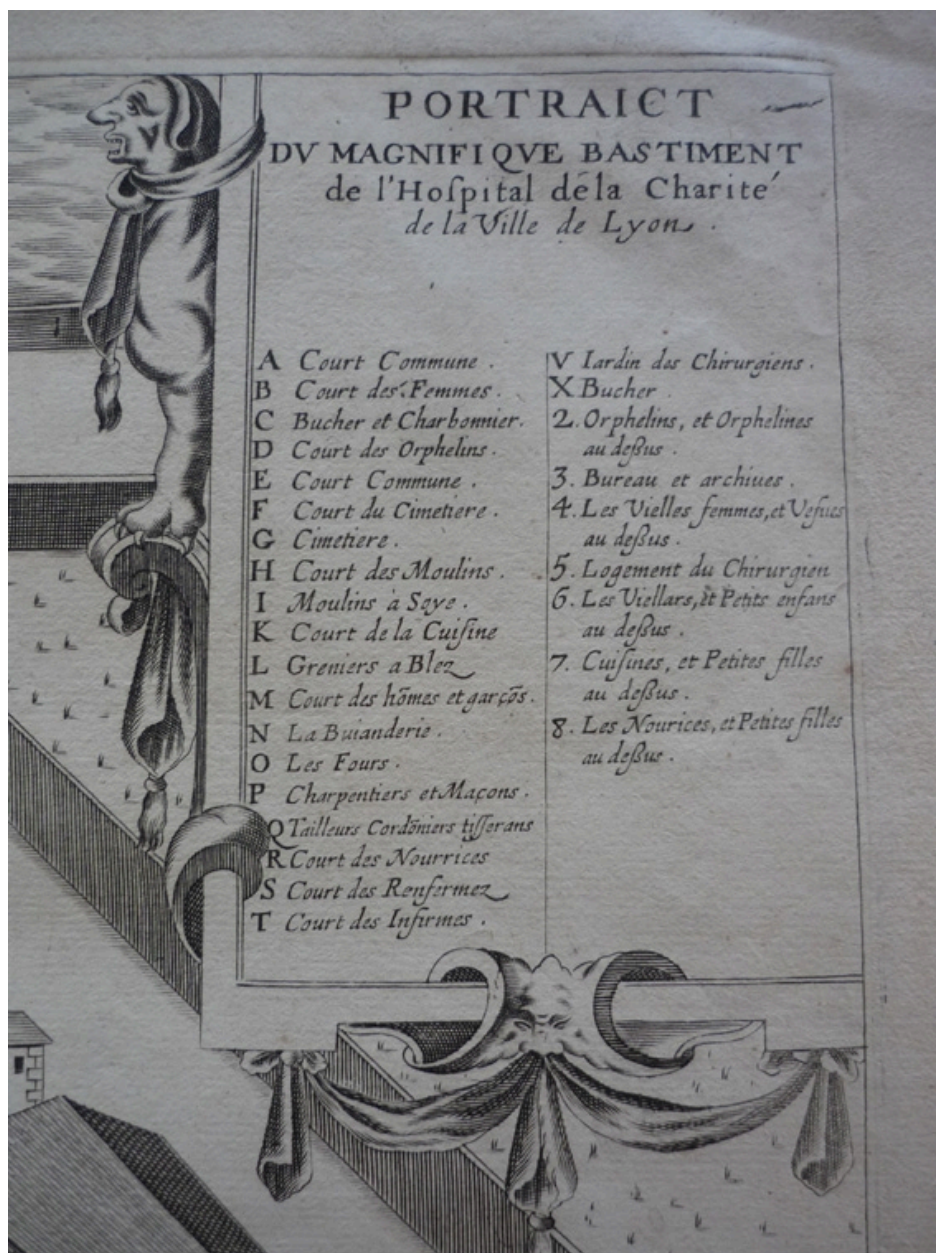 PORTRAICT
DV MAGNIFIQVE BASTIMENT
de l'Hoſpital de la Charité
de la Ville de Lyon.
A Court Commune.
B Court des Femmes.
C Bucher et Charbonnier.
D Court des Orphelins.
E Court Commune.
F Court du Cimetiere.
G Cimetiere.
H Court des Moulins.
I Moulins à Soye.
K Court de la Cuiſine
L Greniers a Blez
M Court des hõmes et garçõs.
N La Buianderie.
O Les Fours.
P Charpentiers et Maçons.
Q Tailleurs Cordõniers tiſſerans
R Court des Nourrices
S Court des Renfermez
T Court des Infirmes.
V Iardin des Chirurgiens.
X Bucher.
2. Orphelins, et Orphelines
au deßus.
3. Bureau et archiues.
4. Les Vielles femmes, et Vefues
au deßus.
5. Logement du Chirurgien
6. Les Viellars, et Petits enfans
au deßus.
7. Cuiſines, et Petites filles
au deßus.
8. Les Nourices, et Petites filles
au deßus.